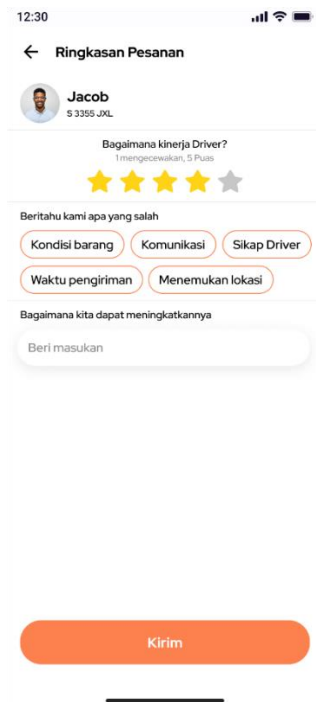 12:30
Ringkasan Pesanan
Jacob
S 3355 JXL
Bagaimana kinerja Driver?
1 mengecewakan, 5 Puas
Beritahu kami apa yang salah
Kondisi barang Komunikasi Sikap Driver
Waktu pengiriman Menemukan lokasi
Bagaimana kita dapat meningkatkannya
Beri masukan
Kirim